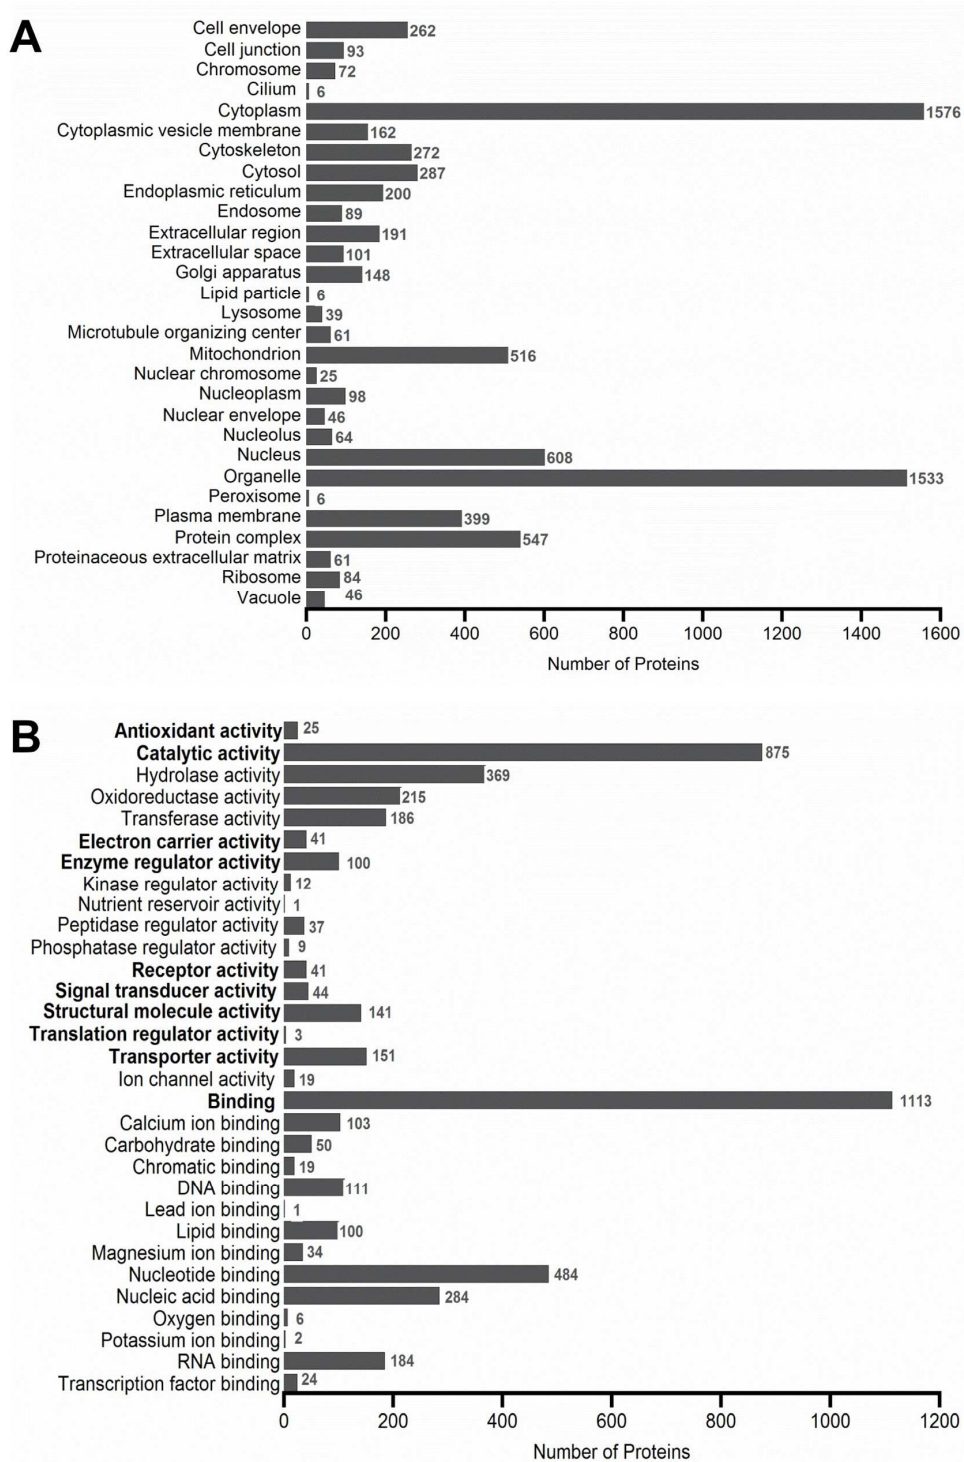 A
Cell envelope 262
Cell junction 93
Chromosome 72
Cilium 6
Cytoplasm 1576
Cytoplasmic vesicle membrane 162
Cytoskeleton 272
Cytosol 287
Endoplasmic reticulum 200
Endosome 89
Extracellular region 191
Extracellular space 101
Golgi apparatus 148
Lipid particle 6
Lysosome 39
Microtubule organizing center 61
Mitochondrion 516
Nuclear chromosome 25
Nucleoplasm 98
Nuclear envelope 46
Nucleolus 64
Nucleus 608
Organelle 1533
Peroxisome 6
Plasma membrane 399
Protein complex 547
Proteinaceous extracellular matrix 61
Ribosome 84
Vacuole 46
0 200 400 600 800 1000 1200 1400 1600
Number of Proteins
B
Antioxidant activity 25
Catalytic activity 875
Hydrolase activity 369
Oxidoreductase activity 215
Transferase activity 186
Electron carrier activity 41
Enzyme regulator activity 100
Kinase regulator activity 12
Nutrient reservoir activity 1
Peptidase regulator activity 37
Phosphatase regulator activity 9
Receptor activity 41
Signal transducer activity 44
Structural molecule activity 141
Translation regulator activity 3
Transporter activity 151
Ion channel activity 19
Binding 1113
Calcium ion binding 103
Carbohydrate binding 50
Chromatic binding 19
DNA binding 111
Lead ion binding 1
Lipid binding 100
Magnesium ion binding 34
Nucleotide binding 484
Nucleic acid binding 284
Oxygen binding 6
Potassium ion binding 2
RNA binding 184
Transcription factor binding 24
0 200 400 600 800 1000 1200
Number of Proteins